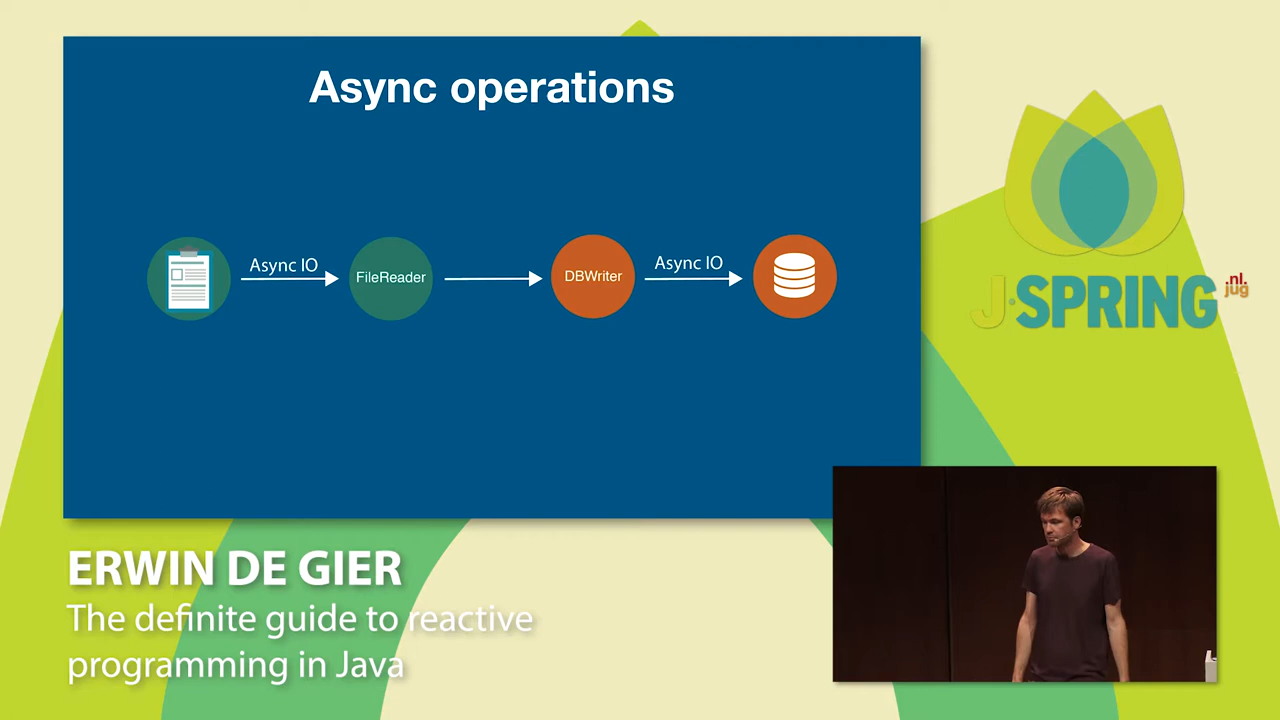 Async operations
Async IO
FileReader
DBWriter
Async IO
J·SPRING
.nl.
jug
ERWIN DE GIER
The definite guide to reactive
programming in Java